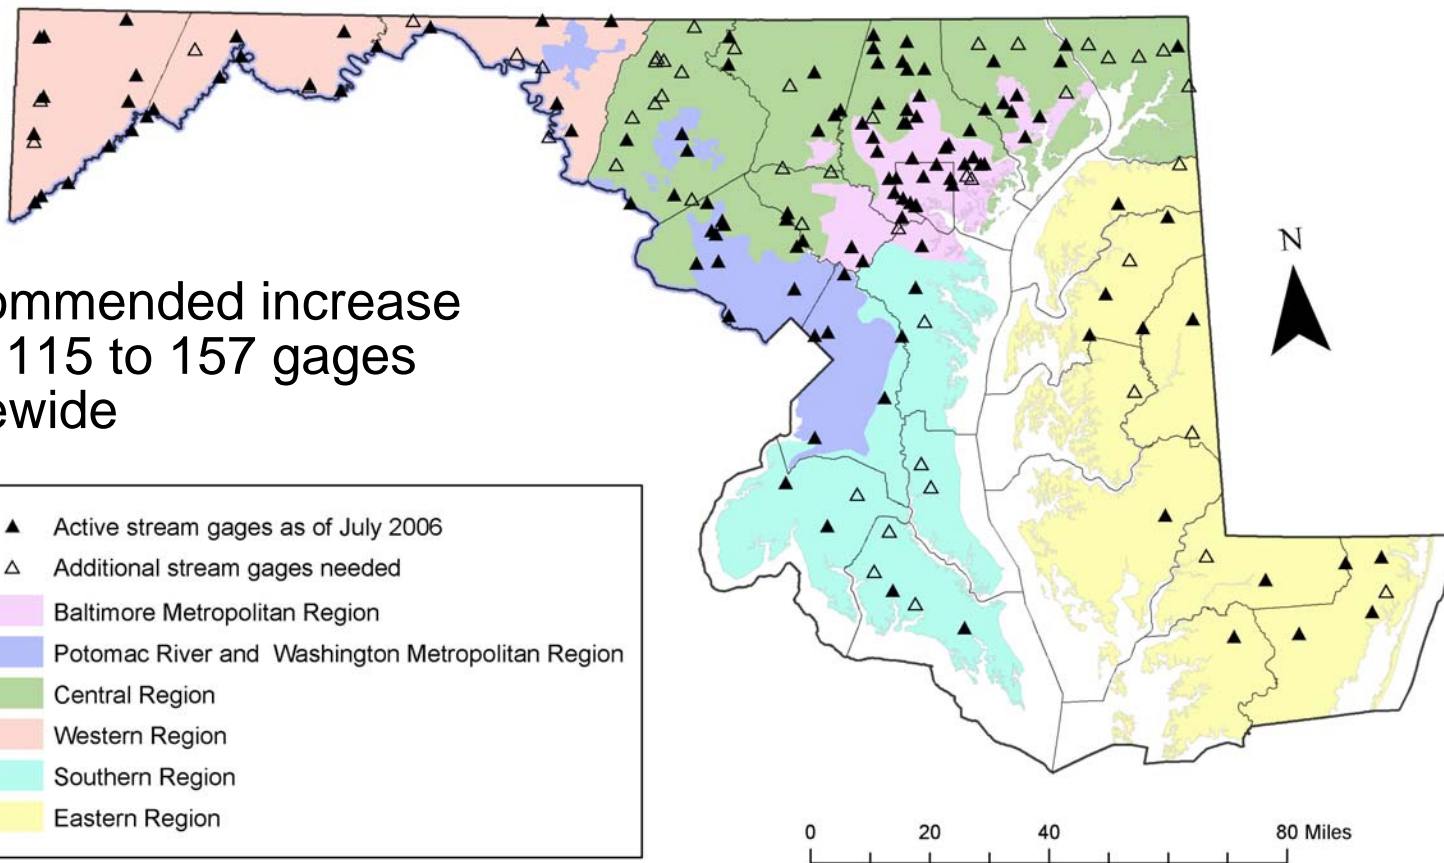 ommended increase
115 to 157 gages
ewide
N
Active stream gages as of July 2006
Additional stream gages needed
Baltimore Metropolitan Region
Potomac River and Washington Metropolitan Region
Central Region
Western Region
Southern Region
Eastern Region
0 20 40 80 Miles